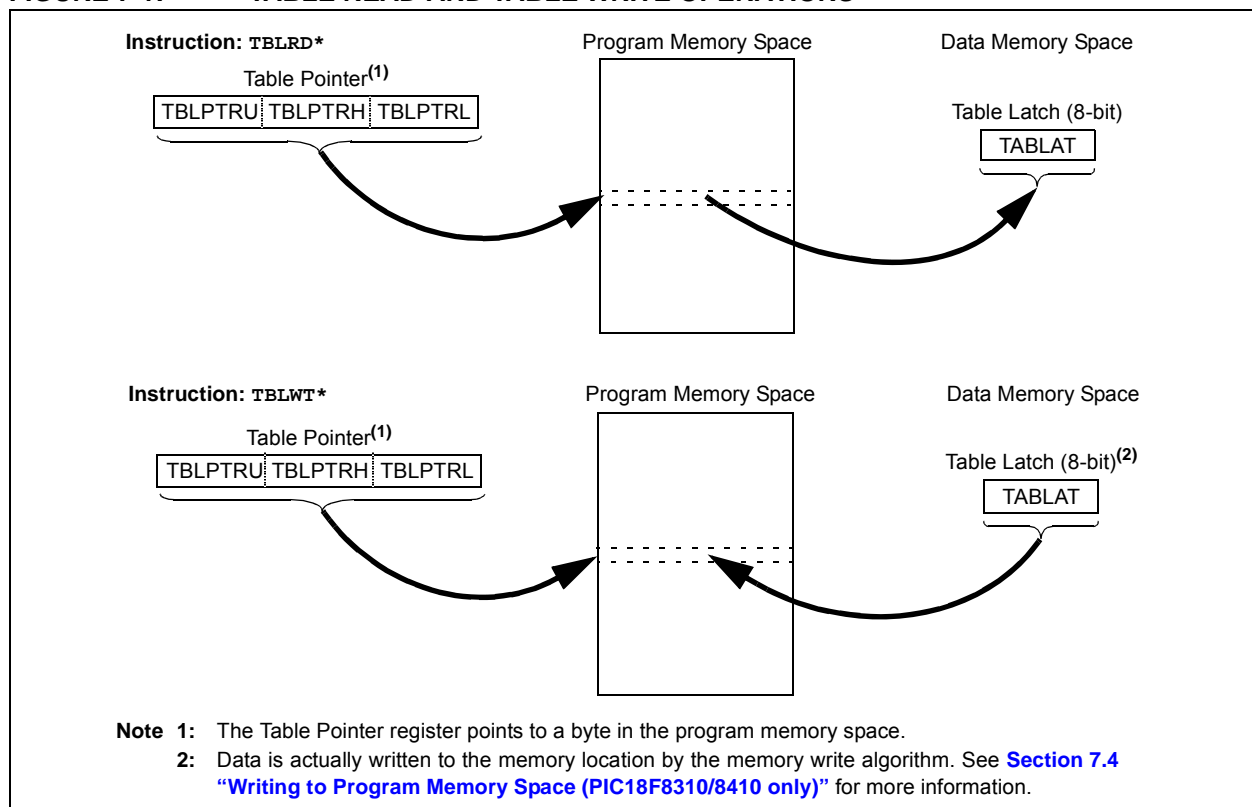 Instruction: TBLRD*
Program Memory Space
Data Memory Space
Table Pointer(1)
Table Latch (8-bit)
TBLPTRU TBLPTRH TBLPTRL
TABLAT
Instruction: TBLWT*
Program Memory Space
Data Memory Space
Table Pointer(1)
Table Latch (8-bit)(2)
TBLPTRU TBLPTRH TBLPTRL
TABLAT
Note 1: The Table Pointer register points to a byte in the program memory space.
2: Data is actually written to the memory location by the memory write algorithm. See Section 7.4
“Writing to Program Memory Space (PIC18F8310/8410 only)” for more information.